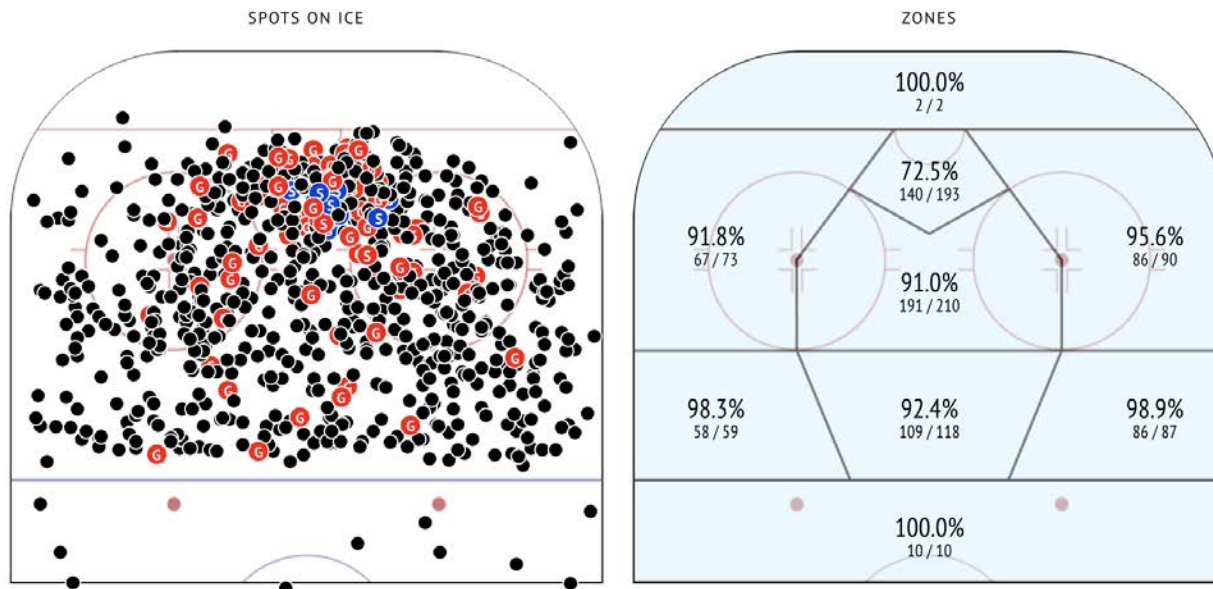 SPOTS ON ICE
G
G
G
G
G
G
S
S
S
S
G
G
G
S
S
G
G
G
S
G
G
G
G
G
G
G
G
G
G
G
G
G
G
ZONES
100.0%
2 / 2
72.5%
140 / 193
91.8%
67 / 73
95.6%
86 / 90
91.0%
191 / 210
98.3%
58 / 59
92.4%
109 / 118
98.9%
86 / 87
100.0%
10 / 10